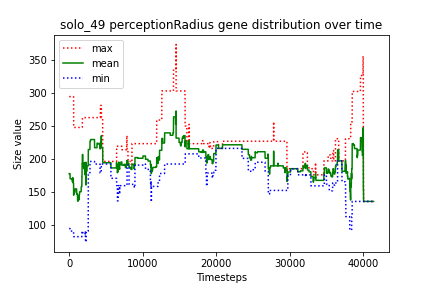 solo_49 perceptionRadius gene distribution over time
max
mean
min
Size value
350
300
250
200
150
100
0
10000
20000
30000
40000
Timesteps